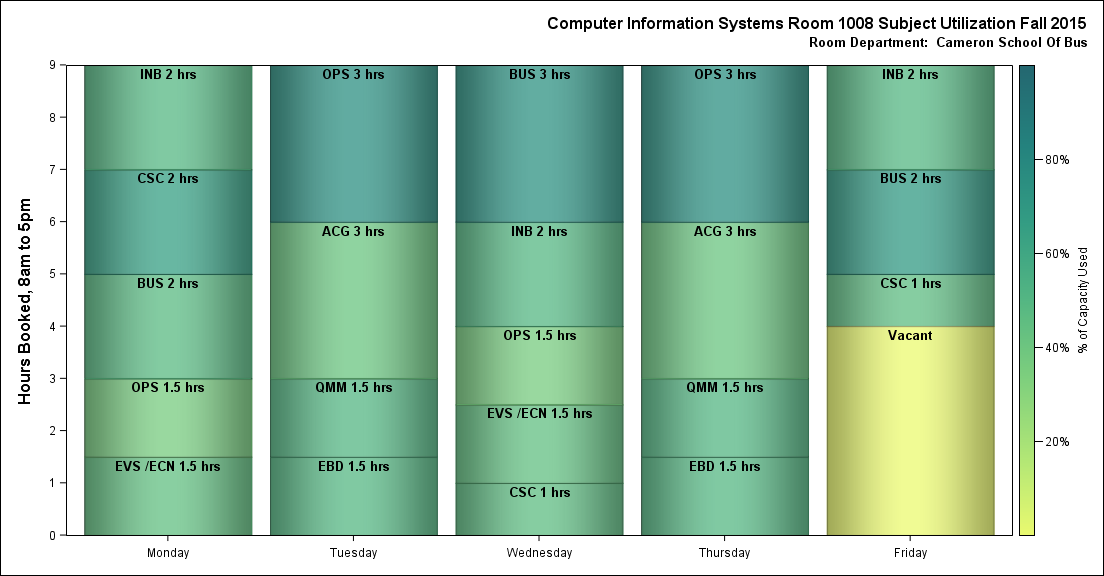 Computer Information Systems Room 1008 Subject Utilization Fall 2015
Room Department: Cameron School Of Bus
Hours Booked, 8am to 5pm
9
8
7
6
5
4
3
2
1
0
INB 2 hrs
CSC 2 hrs
BUS 2 hrs
OPS 1.5 hrs
EVS /ECN 1.5 hrs
Monday
OPS 3 hrs
ACG 3 hrs
QMM 1.5 hrs
EBD 1.5 hrs
Tuesday
BUS 3 hrs
INB 2 hrs
OPS 1.5 hrs
EVS /ECN 1.5 hrs
CSC 1 hrs
Wednesday
OPS 3 hrs
ACG 3 hrs
QMM 1.5 hrs
EBD 1.5 hrs
Thursday
INB 2 hrs
BUS 2 hrs
CSC 1 hrs
Vacant
Friday
80%
60%
40%
20%
% of Capacity Used